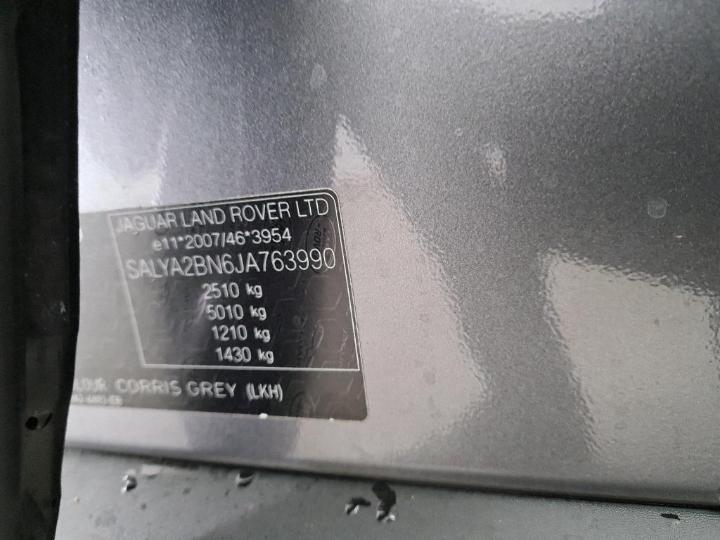 JAGUAR LAND ROVER LTD
e11*2007/46*3954
SALYA2BN6JA763990
2510 kg
5010 kg
1210 kg
1430 kg
CORRIS GREY (LKH)